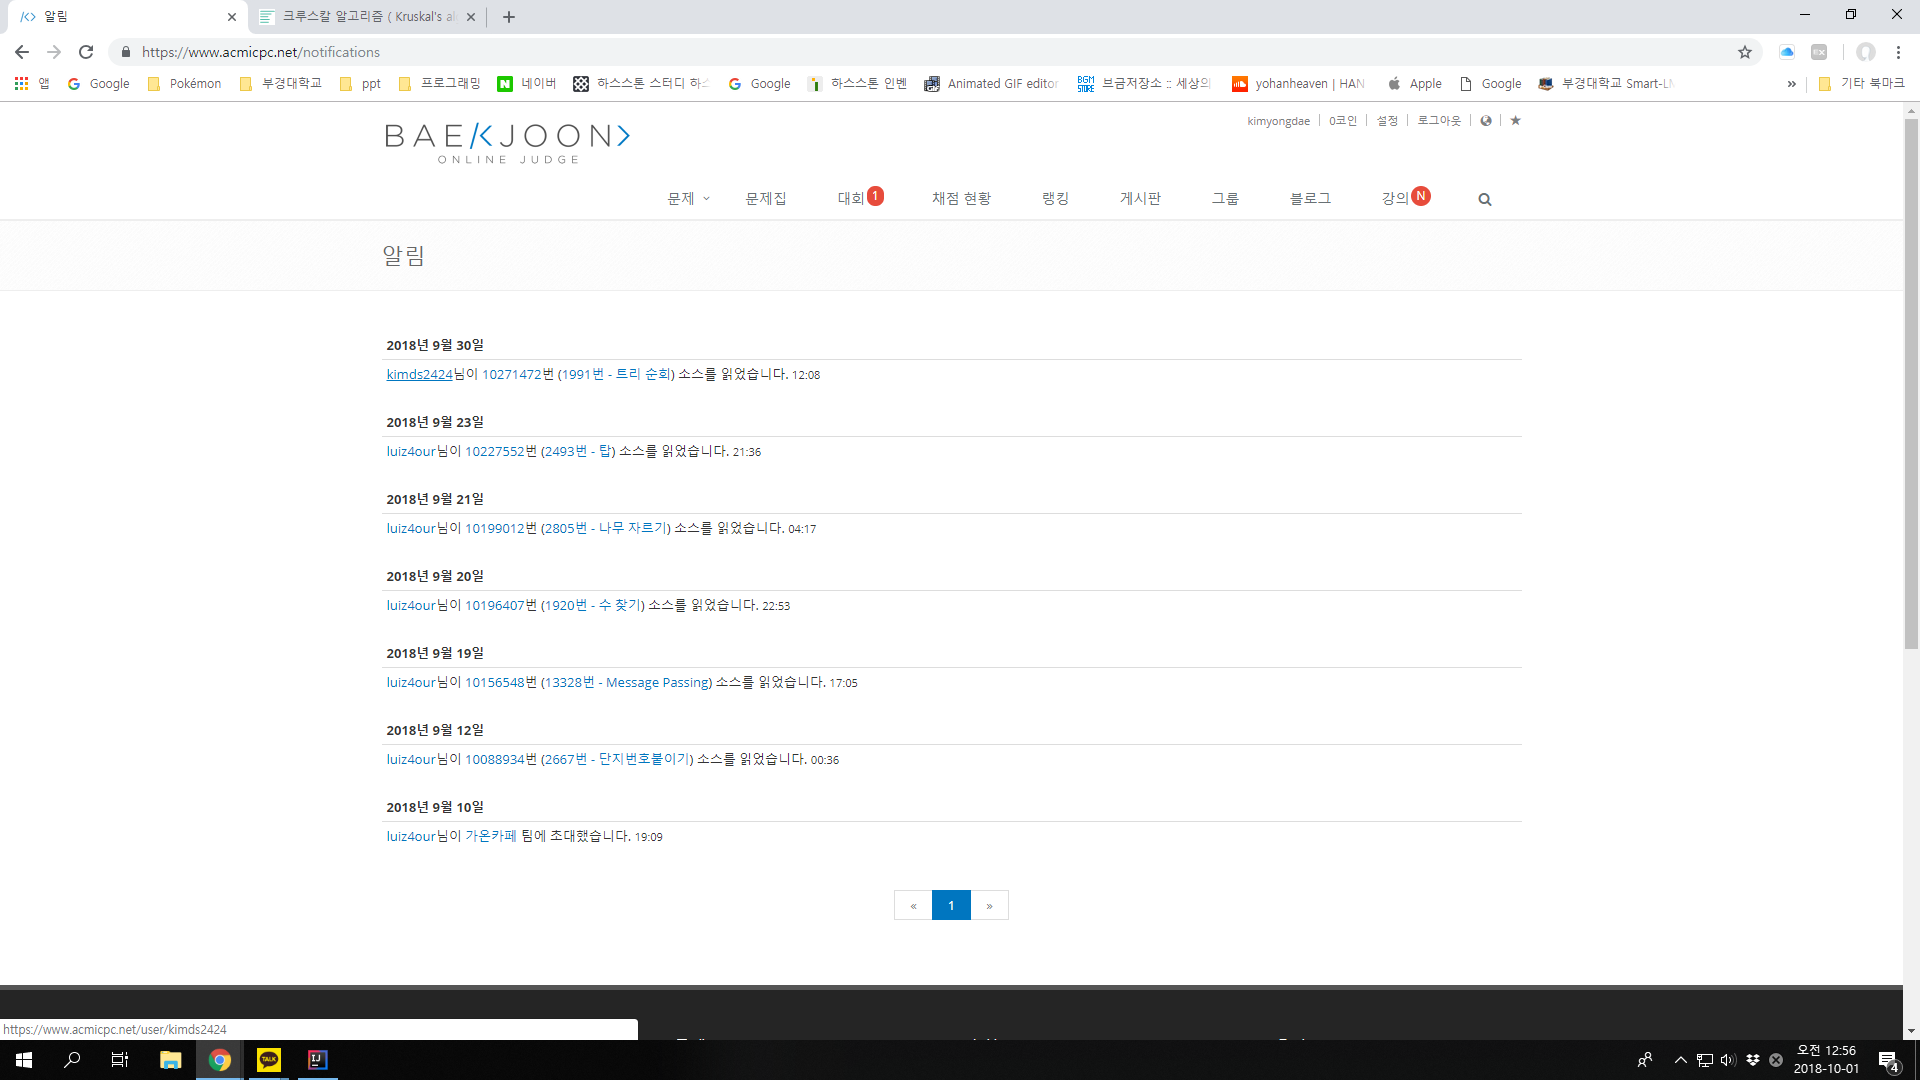 알림
크루스칼 알고리즘 ( Kruskal's al
https://www.acmicpc.net/notifications
앱 Google Pokémon 부경대학교 ppt 프로그래밍 네이버 하스스톤 스터디 하스 Google 하스스톤 인벤 Animated GIF editor 브금저장소 :: 세상의 yohanheaven | HAN Apple Google 부경대학교 Smart-LM » 기타 북마크
BAEKJOON>
ONLINE JUDGE
kimyongdae 0코인 설정 로그아웃
문제 문제집 대회 1 채점 현황 랭킹 게시판 그룹 블로그 강의 N
알림
2018년 9월 30일
kimds2424님이 10271472번 (1991번 - 트리 순회) 소스를 읽었습니다. 12:08
2018년 9월 23일
luiz4our님이 10227552번 (2493번 - 탑) 소스를 읽었습니다. 21:36
2018년 9월 21일
luiz4our님이 10199012번 (2805번 - 나무 자르기) 소스를 읽었습니다. 04:17
2018년 9월 20일
luiz4our님이 10196407번 (1920번 - 수 찾기) 소스를 읽었습니다. 22:53
2018년 9월 19일
luiz4our님이 10156548번 (13328번 - Message Passing) 소스를 읽었습니다. 17:05
2018년 9월 12일
luiz4our님이 10088934번 (2667번 - 단지번호붙이기) 소스를 읽었습니다. 00:36
2018년 9월 10일
luiz4our님이 가온카페 팀에 초대했습니다. 19:09
« 1 »
https://www.acmicpc.net/user/kimds2424
TALK
IJ
오전 12:56
2018-10-01
4